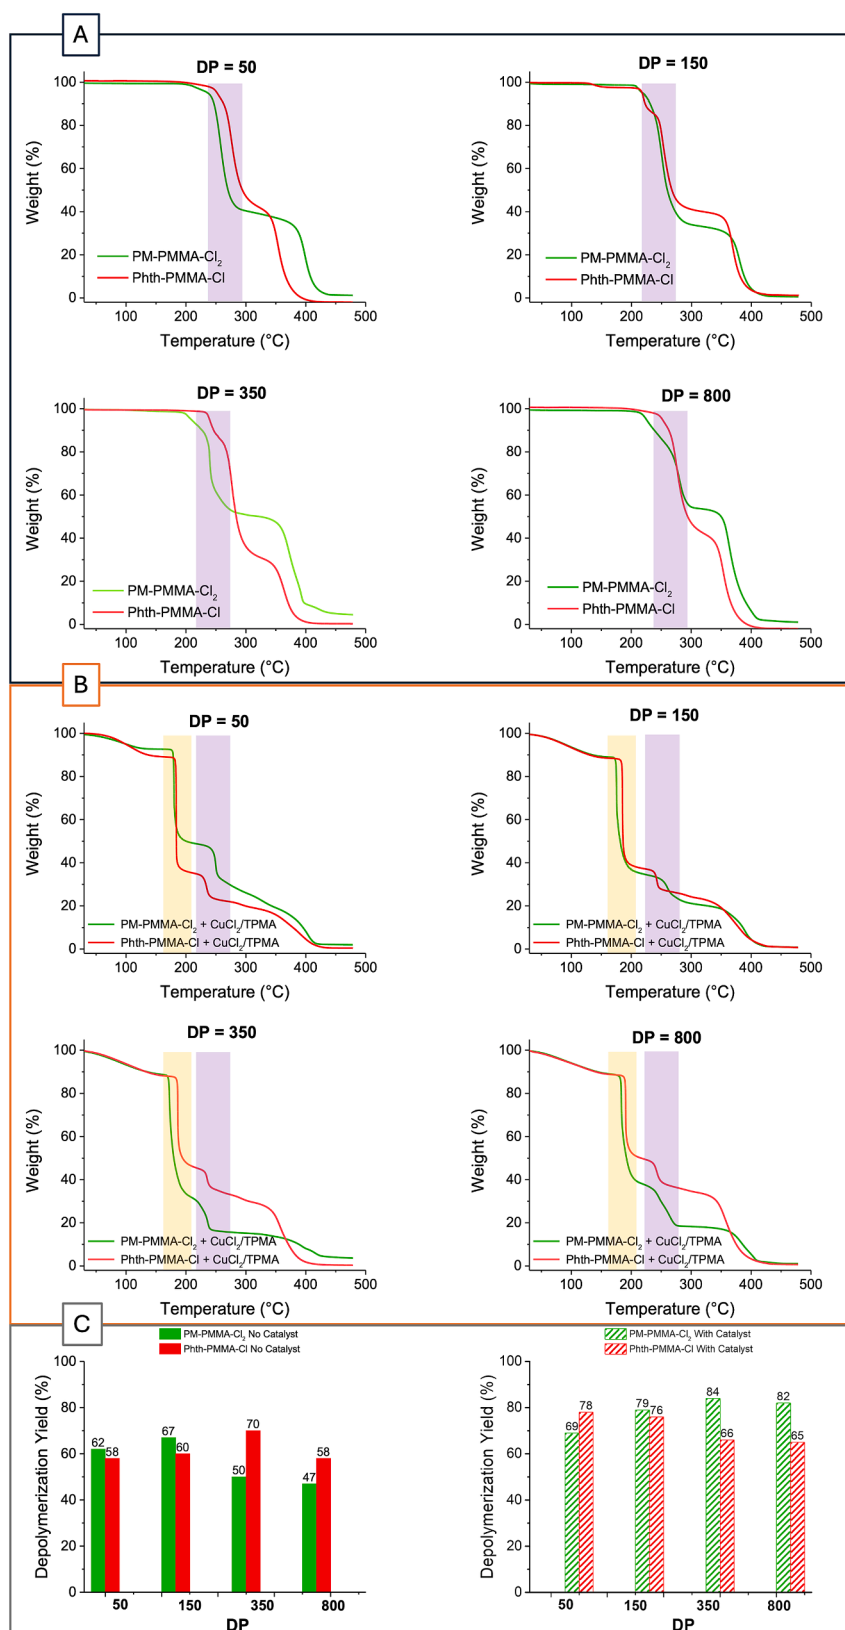 A
DP = 50
Weight (%)
100
80
60
40
20
0
PM-PMMA-Cl₂
Phth-PMMA-Cl
100 200 300 400 500
Temperature (°C)
DP = 150
Weight (%)
100
80
60
40
20
0
PM-PMMA-Cl₂
Phth-PMMA-Cl
100 200 300 400 500
Temperature (°C)
DP = 350
Weight (%)
100
80
60
40
20
0
PM-PMMA-Cl₂
Phth-PMMA-Cl
100 200 300 400 500
Temperature (°C)
DP = 800
Weight (%)
100
80
60
40
20
0
PM-PMMA-Cl₂
Phth-PMMA-Cl
100 200 300 400 500
Temperature (°C)
B
DP = 50
Weight (%)
100
80
60
40
20
0
PM-PMMA-Cl₂ + CuCl₂/TPMA
Phth-PMMA-Cl + CuCl₂/TPMA
100 200 300 400 500
Temperature (°C)
DP = 150
Weight (%)
100
80
60
40
20
0
PM-PMMA-Cl₂ + CuCl₂/TPMA
Phth-PMMA-Cl + CuCl₂/TPMA
100 200 300 400 500
Temperature (°C)
DP = 350
Weight (%)
100
80
60
40
20
0
PM-PMMA-Cl₂ + CuCl₂/TPMA
Phth-PMMA-Cl + CuCl₂/TPMA
100 200 300 400 500
Temperature (°C)
DP = 800
Weight (%)
100
80
60
40
20
0
PM-PMMA-Cl₂ + CuCl₂/TPMA
Phth-PMMA-Cl + CuCl₂/TPMA
100 200 300 400 500
Temperature (°C)
C
PM-PMMA-Cl₂ No Catalyst
Phth-PMMA-Cl No Catalyst
Depolymerization Yield (%)
100
80
60
40
20
0
62 58 67 60 50 70 47 58
50 150 350 800
DP
PM-PMMA-Cl₂ With Catalyst
Phth-PMMA-Cl With Catalyst
Depolymerization Yield (%)
100
80
60
40
20
0
69 78 79 76 84 66 82 65
50 150 350 800
DP